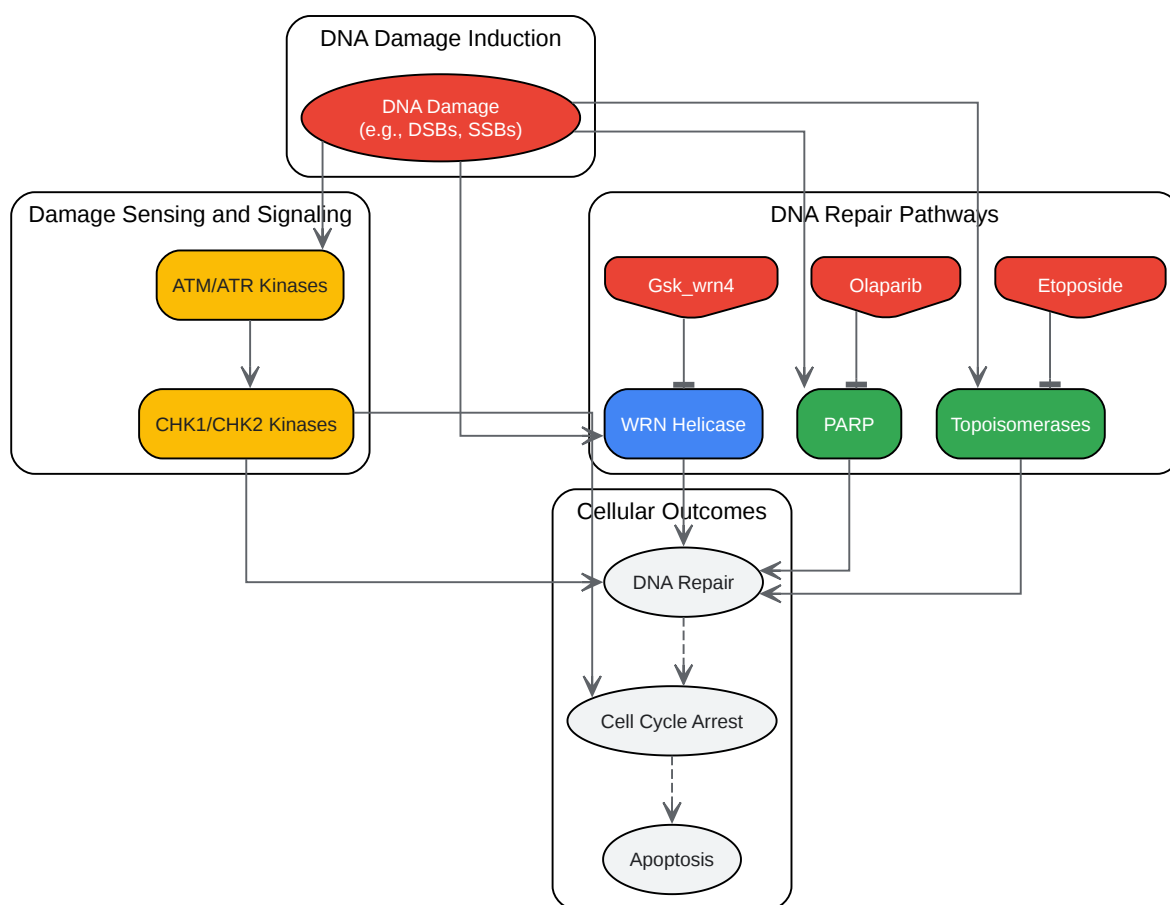 DNA Damage Induction
DNA Damage
(e.g., DSBs, SSBs)
Damage Sensing and Signaling
DNA Repair Pathways
ATM/ATR Kinases
Gsk_wrn4
Olaparib
Etoposide
CHK1/CHK2 Kinases
WRN Helicase
PARP
Topoisomerases
Cellular Outcomes
DNA Repair
Cell Cycle Arrest
Apoptosis